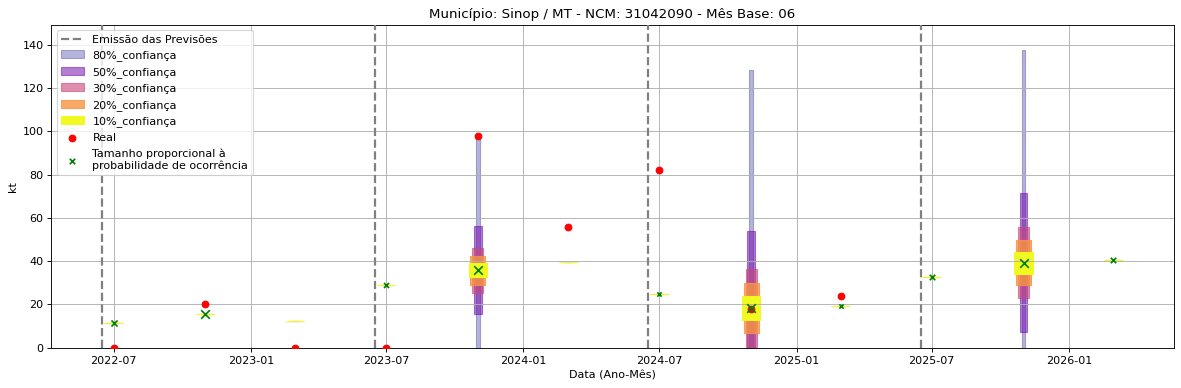 Município: Sinop / MT - NCM: 31042090 - Mês Base: 06
Emissão das Previsões
80%_confiança
50%_confiança
30%_confiança
20%_confiança
10%_confiança
Real
Tamanho proporcional à
probabilidade de ocorrência
kt
140
120
100
80
60
40
20
0
2022-07 2023-01 2023-07 2024-01 2024-07 2025-01 2025-07 2026-01
Data (Ano-Mês)